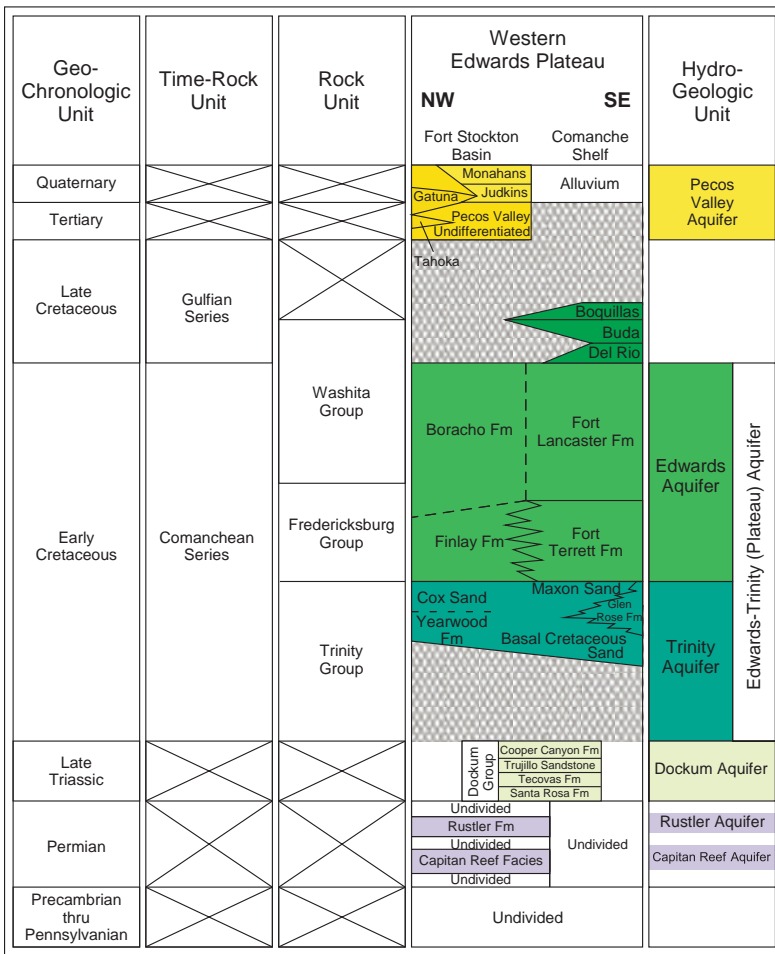 Geo-
Chronologic
Unit
Time-Rock
Unit
Rock
Unit
Western
Edwards Plateau
NW
SE
Fort Stockton
Basin
Comanche
Shelf
Hydro-
Geologic
Unit
Quaternary
Monahans
Judkins
Gatuna
Alluvium
Pecos
Valley
Aquifer
Tertiary
Pecos Valley
Undifferentiated
Tahoka
Late
Cretaceous
Gulfian
Series
Boquillas
Buda
Del Rio
Washita
Group
Boracho Fm
Fort
Lancaster Fm
Edwards
Aquifer
Edwards-Trinity (Plateau) Aquifer
Early
Cretaceous
Comanchean
Series
Fredericksburg
Group
Finlay Fm
Fort
Terrett Fm
Trinity
Group
Cox Sand
Maxon Sand
Glen
Rose Fm
Yearwood
Fm
Basal Cretaceous
Sand
Trinity
Aquifer
Late
Triassic
Dockum
Group
Cooper Canyon Fm
Trujillo Sandstone
Tecovas Fm
Santa Rosa Fm
Dockum Aquifer
Permian
Undivided
Rustler Fm
Undivided
Capitan Reef Facies
Undivided
Undivided
Rustler Aquifer
Capitan Reef Aquifer
Precambrian
thru
Pennsylvanian
Undivided